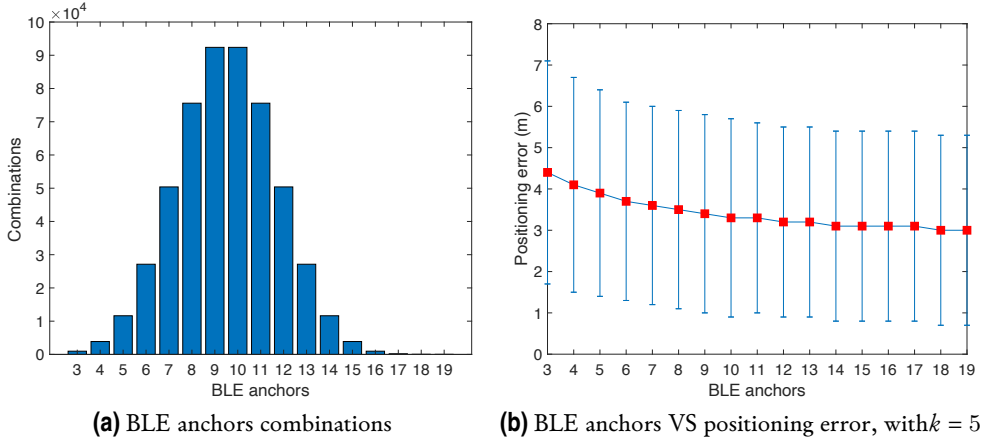 ×10^4
10
9
8
7
6
5
4
3
2
1
0
Combinations
3 4 5 6 7 8 9 10 11 12 13 14 15 16 17 18 19
BLE anchors
(a) BLE anchors combinations
8
7
6
5
4
3
2
1
0
Positioning error (m)
3 4 5 6 7 8 9 10 11 12 13 14 15 16 17 18 19
BLE anchors
(b) BLE anchors VS positioning error, withk = 5